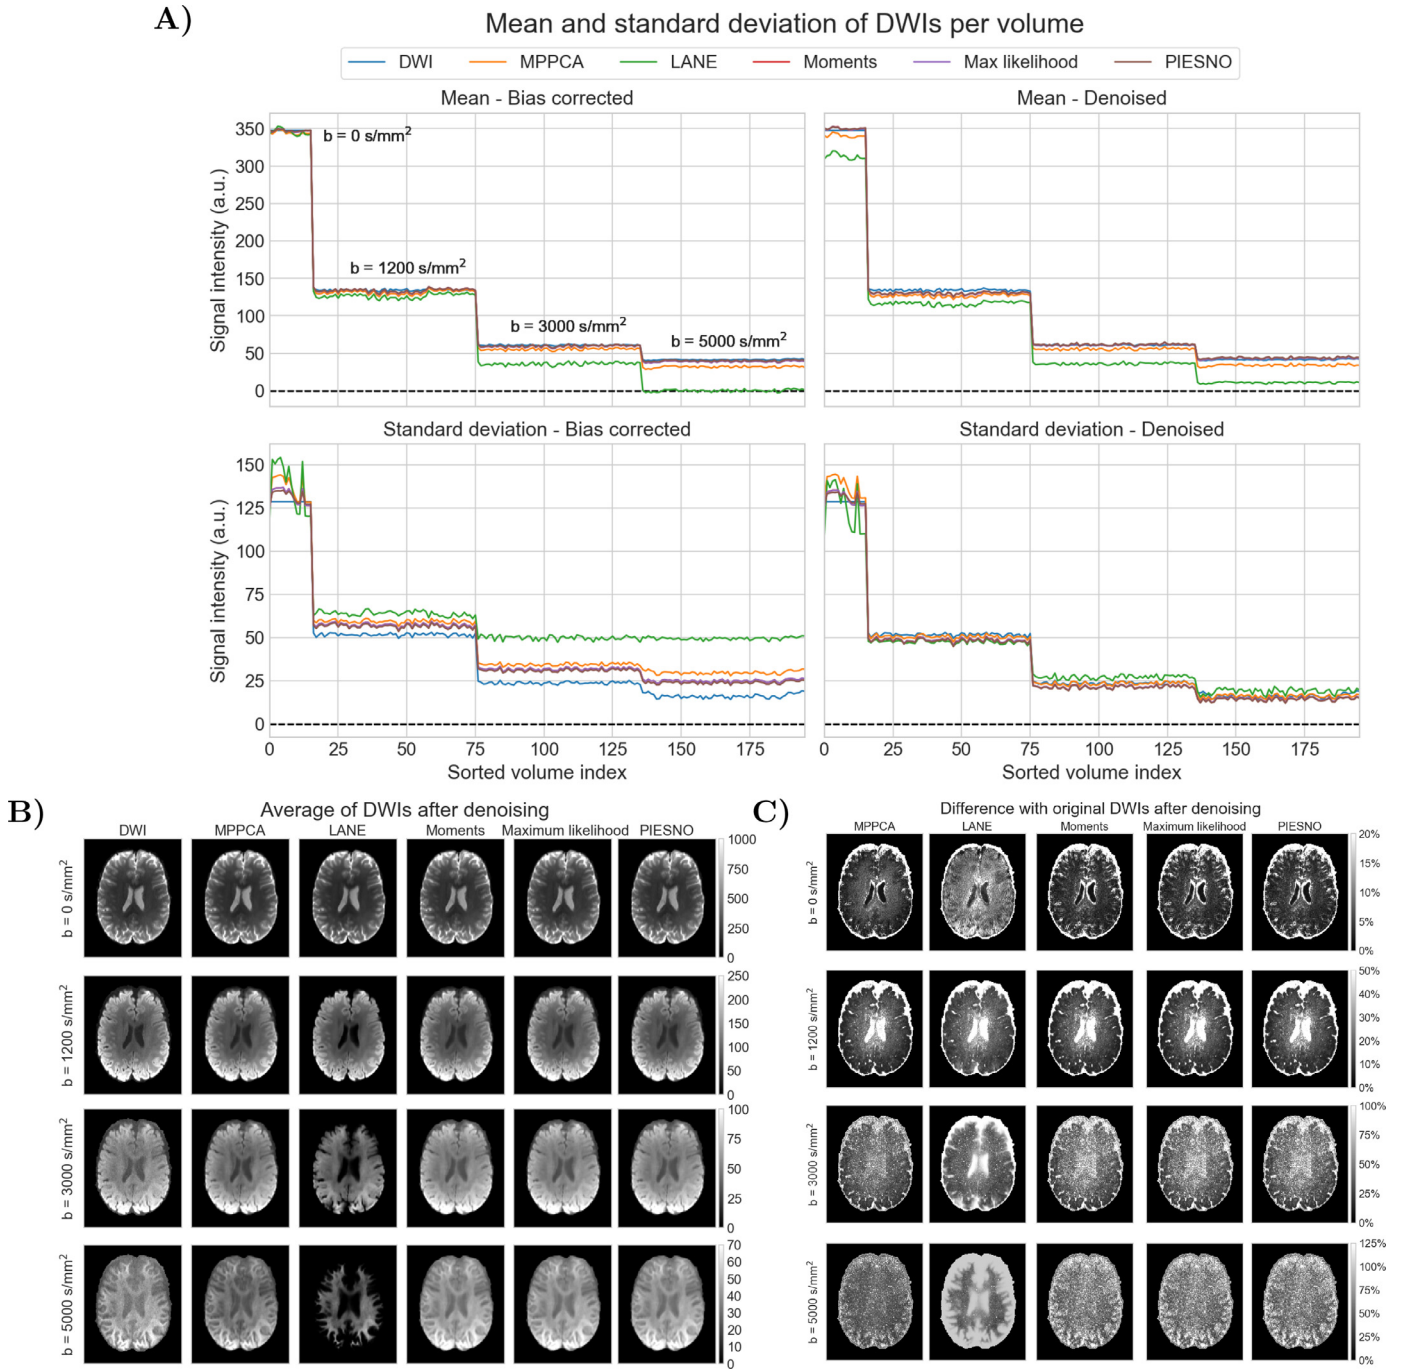 A)
Mean and standard deviation of DWIs per volume
DWI MPPCA LANE Moments Max likelihood PIESNO
Mean - Bias corrected
Mean - Denoised
Signal intensity (a.u.)
350
300
250
200
150
100
50
0
b = 0 s/mm²
b = 1200 s/mm²
b = 3000 s/mm²
b = 5000 s/mm²
Standard deviation - Bias corrected
Standard deviation - Denoised
Signal intensity (a.u.)
150
125
100
75
50
25
0
0 25 50 75 100 125 150 175
Sorted volume index
0 25 50 75 100 125 150 175
Sorted volume index
B)
Average of DWIs after denoising
DWI MPPCA LANE Moments Maximum likelihood PIESNO
b = 0 s/mm²
1000
750
500
250
0
b = 1200 s/mm²
250
200
150
100
50
0
b = 3000 s/mm²
100
75
50
25
0
b = 5000 s/mm²
70
60
50
40
30
20
10
0
C)
Difference with original DWIs after denoising
MPPCA LANE Moments Maximum likelihood PIESNO
b = 0 s/mm²
20%
15%
10%
5%
0%
b = 1200 s/mm²
50%
40%
30%
20%
10%
0%
b = 3000 s/mm²
100%
75%
50%
25%
0%
b = 5000 s/mm²
125%
100%
75%
50%
25%
0%